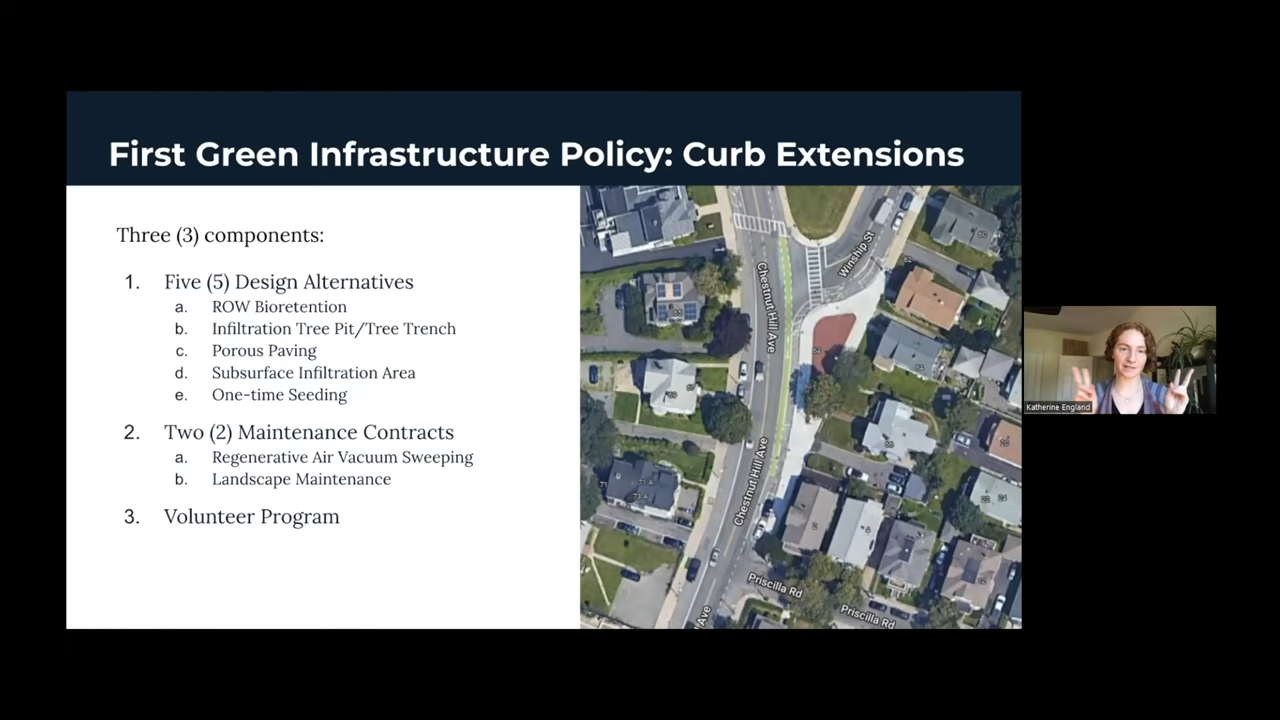 First Green Infrastructure Policy: Curb Extensions
Three (3) components:
1. Five (5) Design Alternatives
a. ROW Bioretention
b. Infiltration Tree Pit/Tree Trench
c. Porous Paving
d. Subsurface Infiltration Area
e. One-time Seeding
2. Two (2) Maintenance Contracts
a. Regenerative Air Vacuum Sweeping
b. Landscape Maintenance
3. Volunteer Program
Winship St
Chestnut Hill Ave
Chestnut Hill Ave
Priscilla Rd
Priscilla Rd
Ave
Katherine England